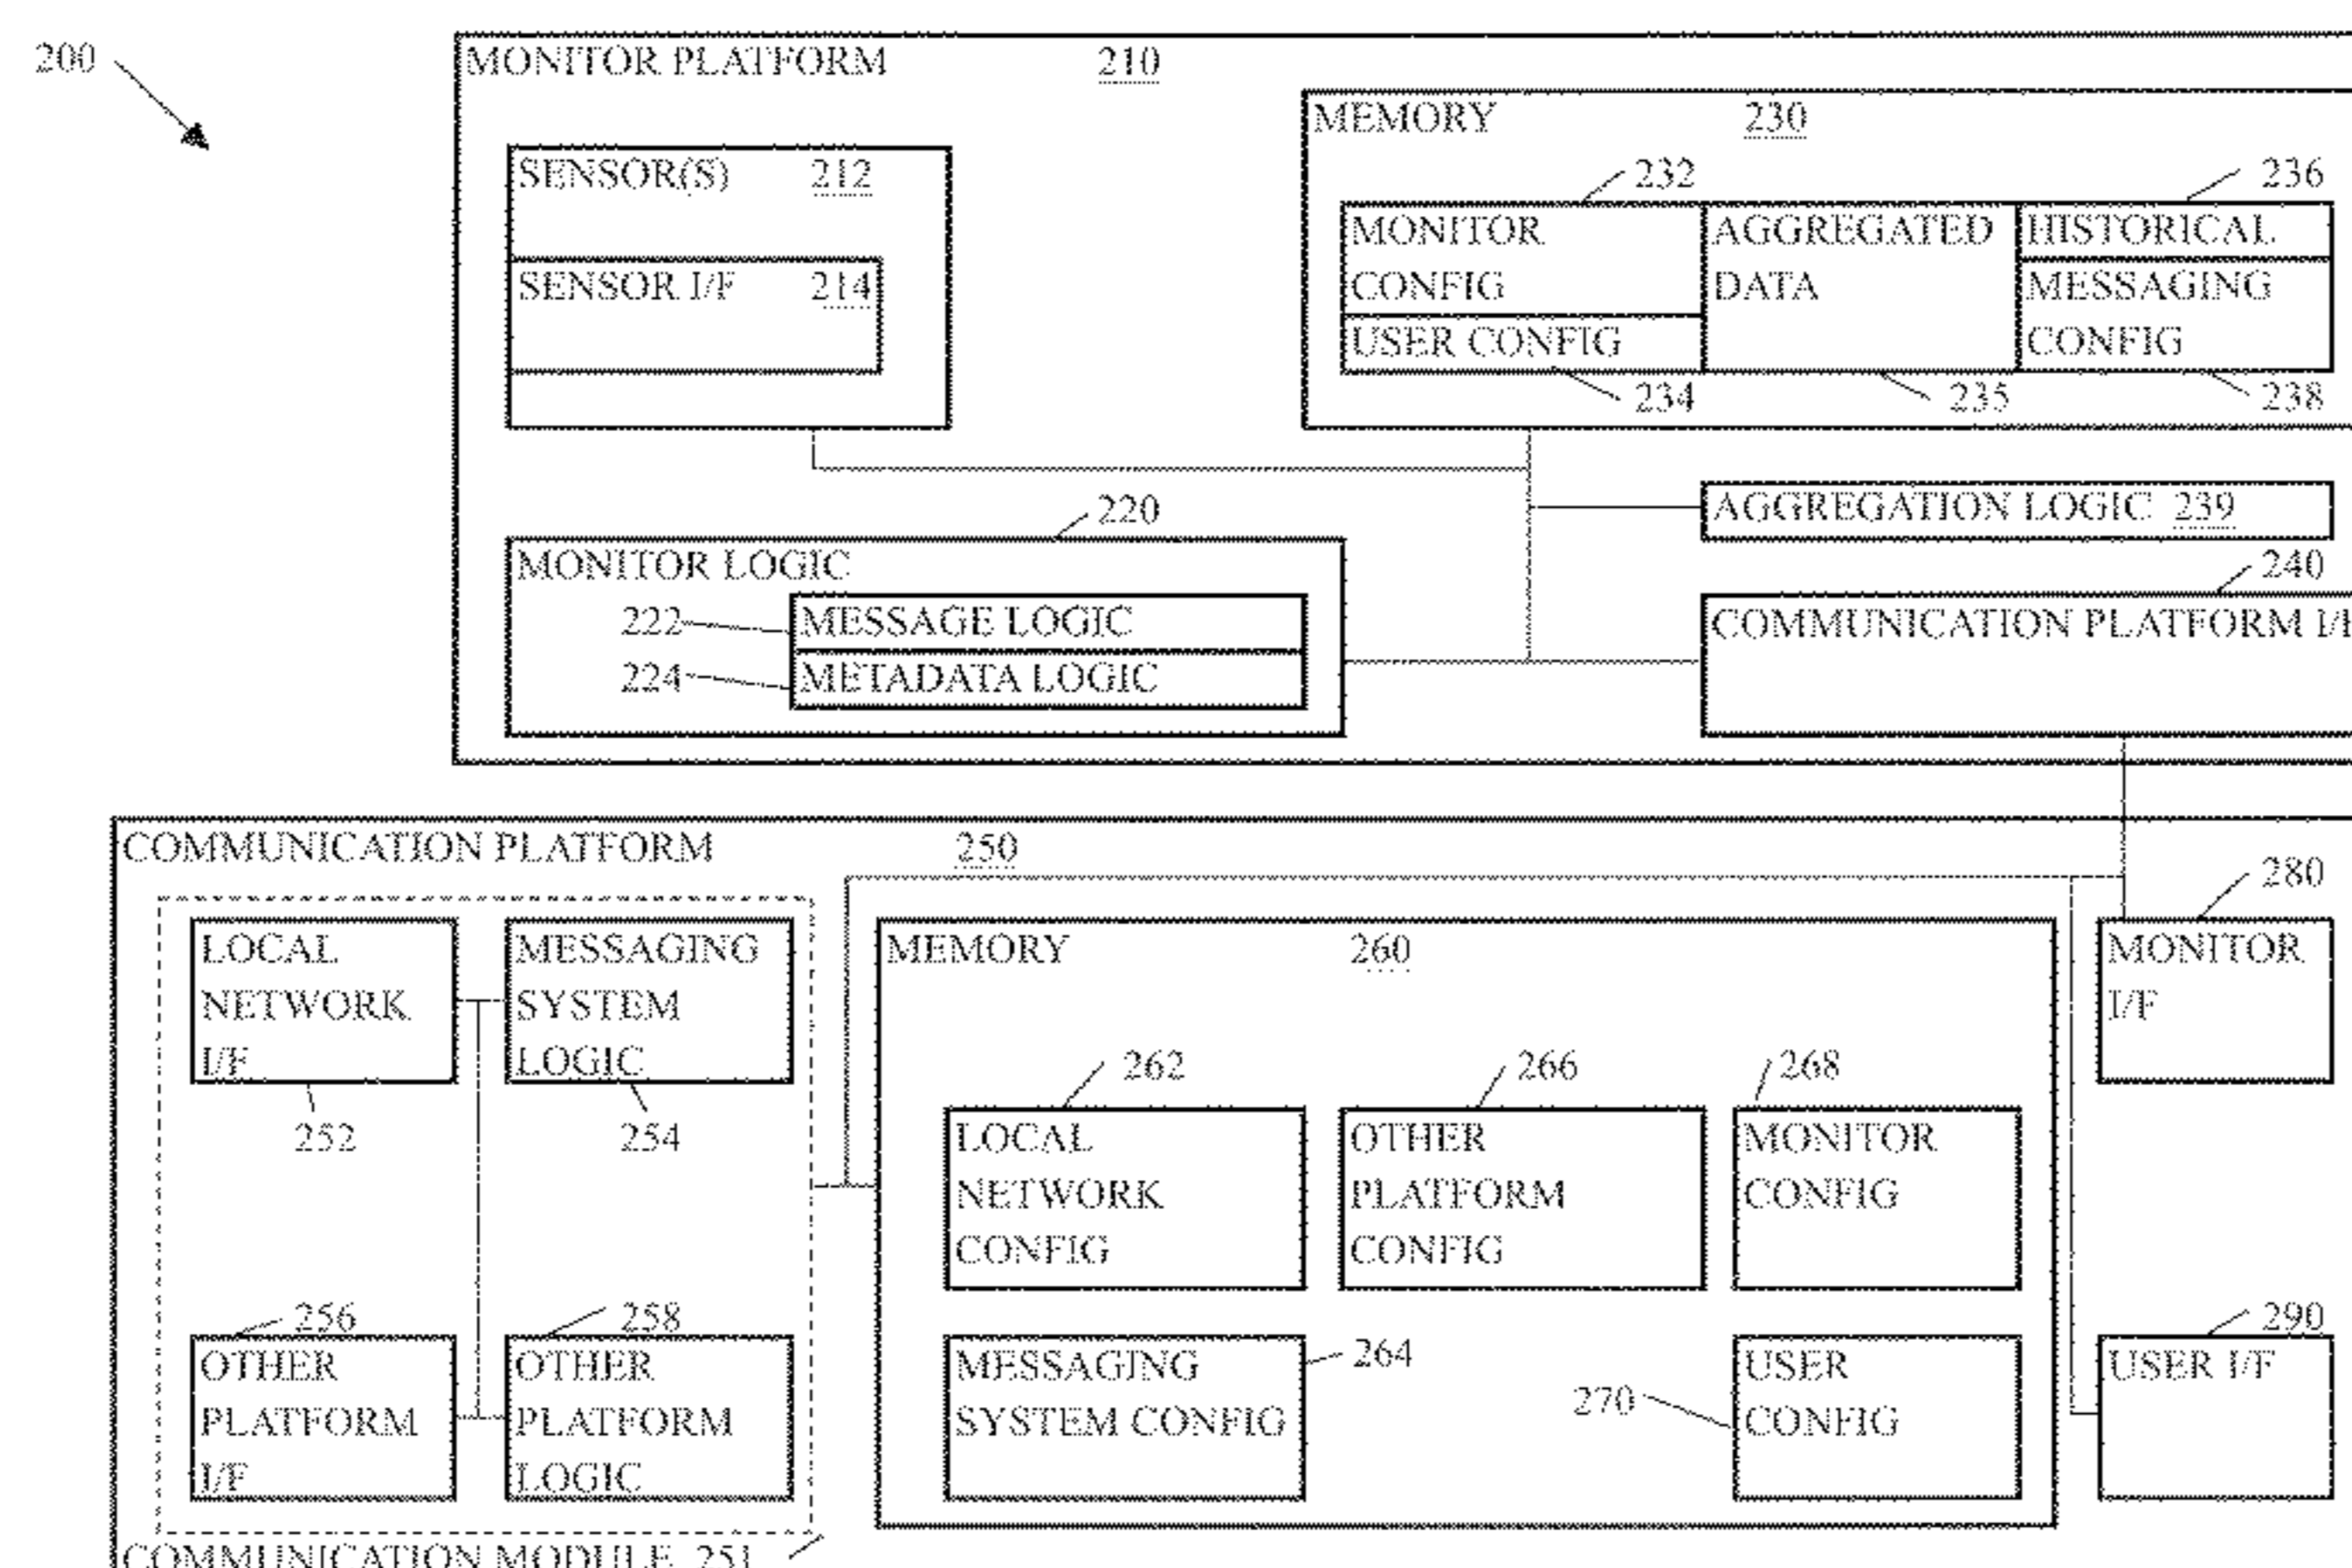 200
MONITOR PLATFORM 210
MEMORY 230
SENSOR(S) 212
232
236
MONITOR
CONFIG
AGGREGATED
DATA
HISTORICAL
MESSAGING
CONFIG
SENSOR I/F 214
USER CONFIG
234
235
238
220
AGGREGATION LOGIC 239
MONITOR LOGIC
240
222
MESSAGE LOGIC
COMMUNICATION PLATFORM
224
METADATA LOGIC
COMMUNICATION PLATFORM 250
280
LOCAL
NETWORK
I/F
MESSAGING
SYSTEM
LOGIC
MEMORY 260
MONITOR
I/F
252
254
262
266
268
LOCAL
NETWORK
CONFIG
OTHER
PLATFORM
CONFIG
MONITOR
CONFIG
256
258
290
OTHER
PLATFORM
I/F
OTHER
PLATFORM
LOGIC
MESSAGING
SYSTEM CONFIG
264
270
USER
CONFIG
USER I/F
COMMUNICATION MODULE 251